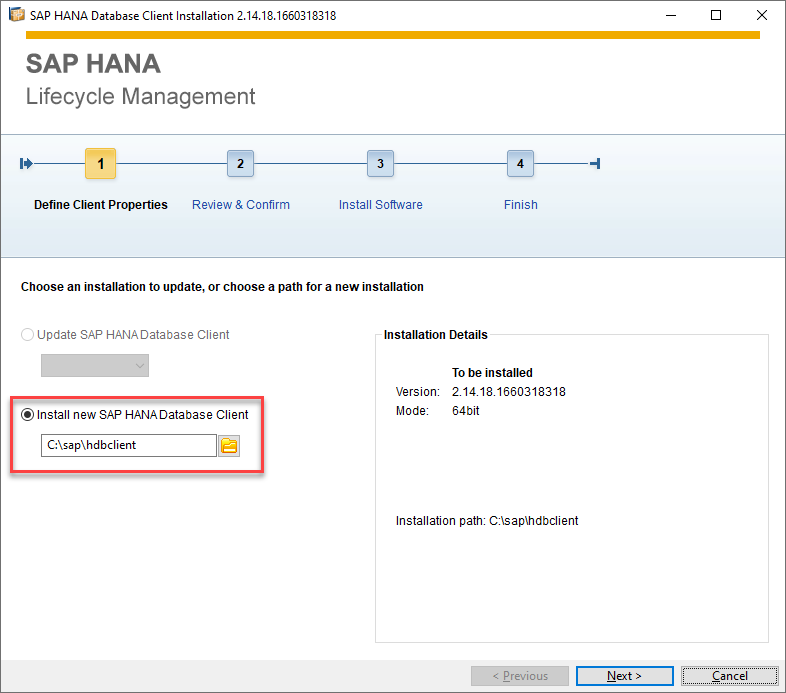 SAP HANA Database Client Installation 2.14.18.1660318318
SAP HANA
Lifecycle Management
1
2
3
4
Define Client Properties
Review & Confirm
Install Software
Finish
Choose an installation to update, or choose a path for a new installation
Update SAP HANA Database Client
Install new SAP HANA Database Client
C:\sap\hdbclient
Installation Details
To be installed
Version: 2.14.18.1660318318
Mode: 64bit
Installation path: C:\sap\hdbclient
< Previous
Next >
Cancel